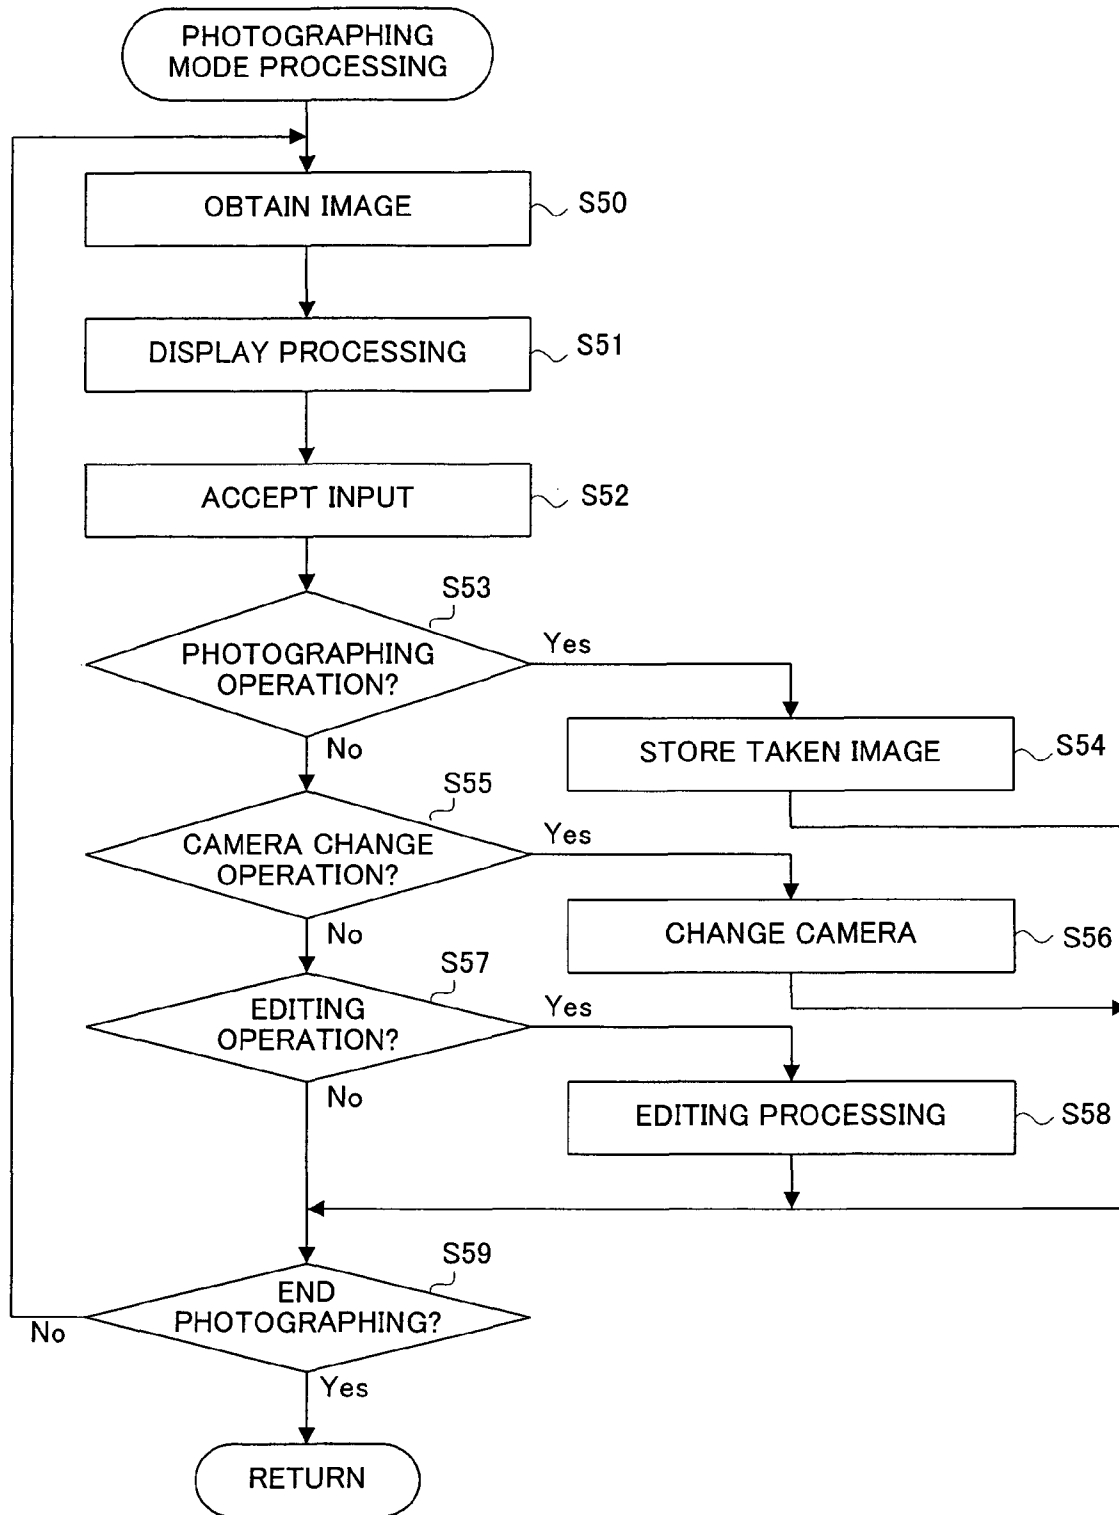 PHOTOGRAPHING
MODE PROCESSING
OBTAIN IMAGE
S50
DISPLAY PROCESSING
S51
ACCEPT INPUT
S52
S53
PHOTOGRAPHING
OPERATION?
Yes
No
STORE TAKEN IMAGE
S54
S55
CAMERA CHANGE
OPERATION?
Yes
No
CHANGE CAMERA
S56
S57
EDITING
OPERATION?
Yes
No
EDITING PROCESSING
S58
S59
END
PHOTOGRAPHING?
No
Yes
RETURN